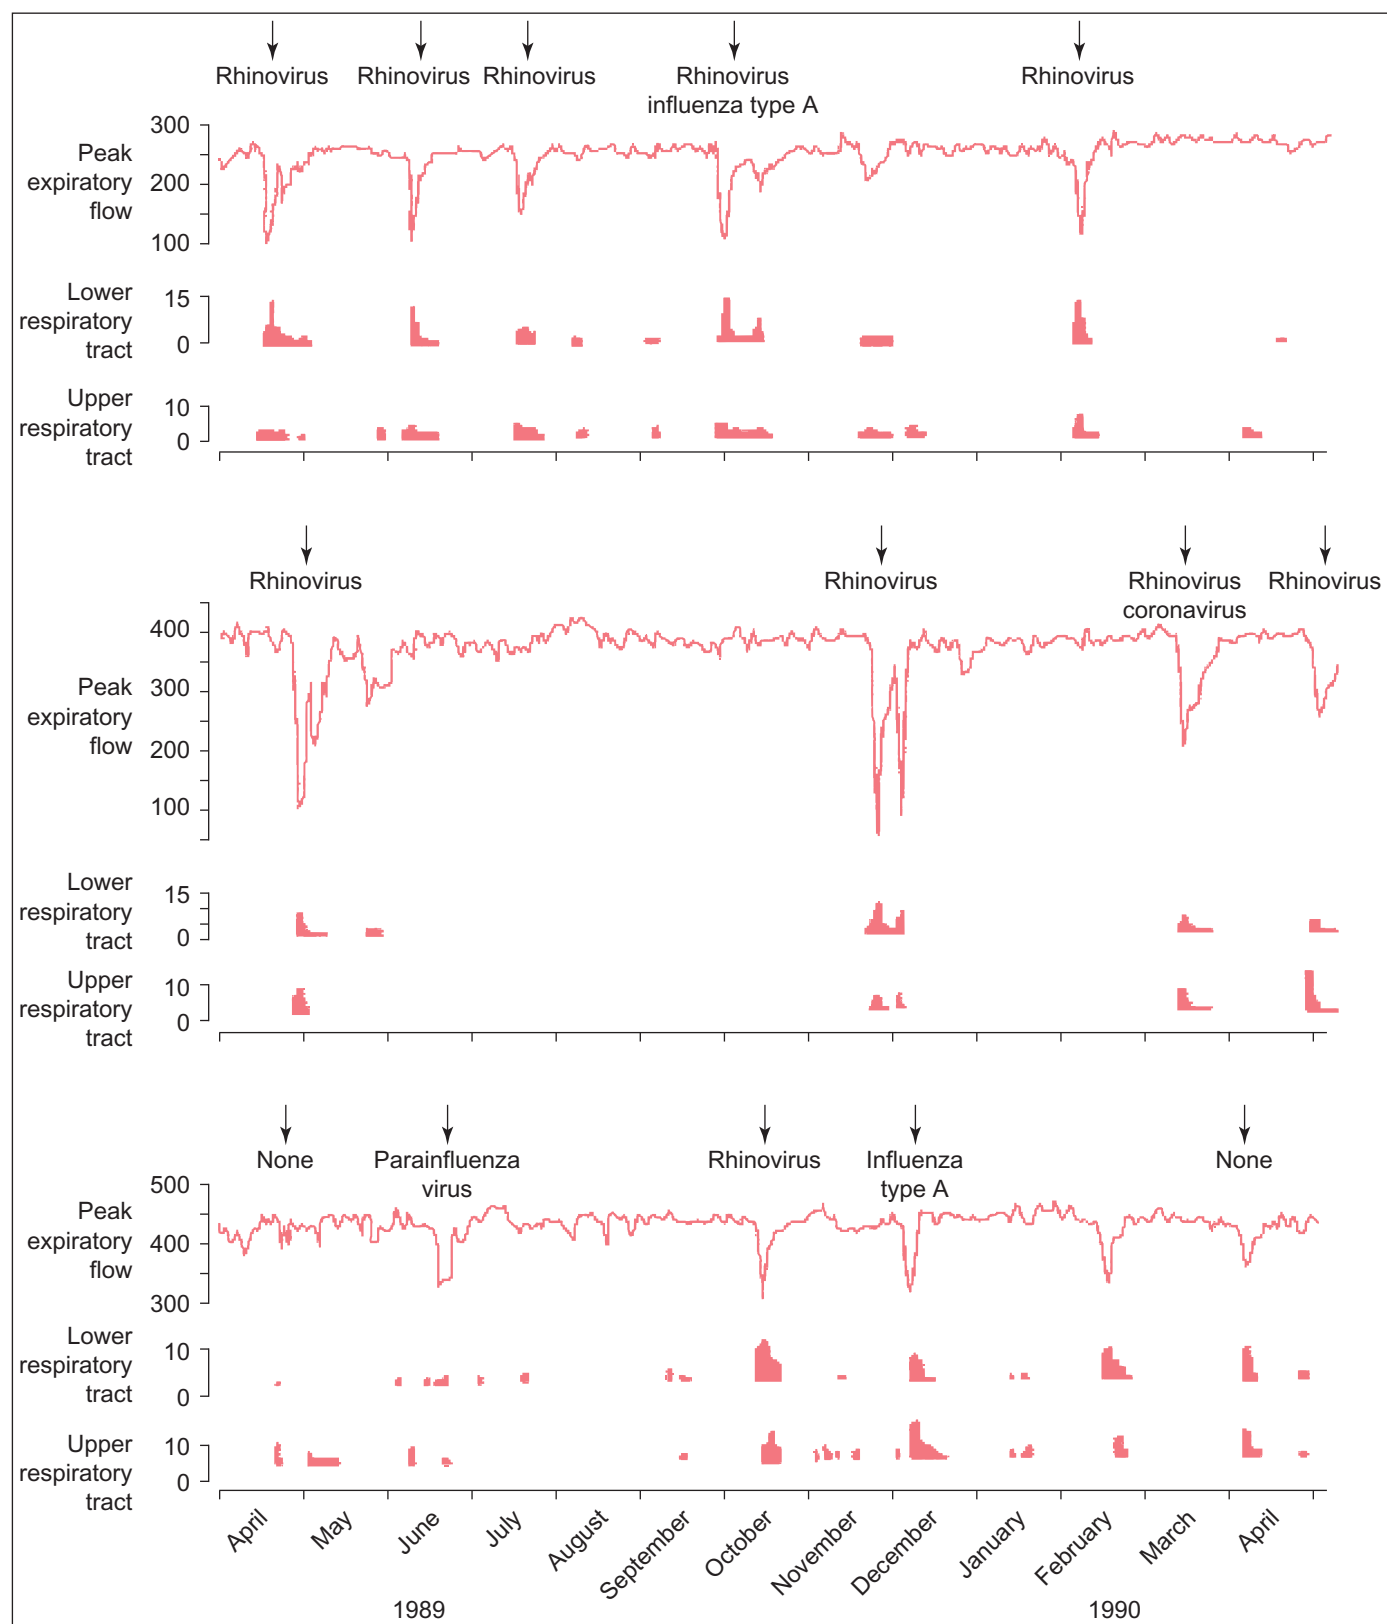 Rhinovirus Rhinovirus Rhinovirus Rhinovirus Rhinovirus
influenza type A
300
Peak
expiratory
200
flow
100
Lower
15
respiratory
0
tract
Upper
10
respiratory
0
tract
Rhinovirus Rhinovirus Rhinovirus Rhinovirus
coronavirus
400
Peak
300
expiratory
flow
200
100
Lower
15
respiratory
0
tract
Upper
10
respiratory
0
tract
None Parainfluenza Rhinovirus Influenza None
virus type A
500
Peak
expiratory
400
flow
300
Lower
10
respiratory
0
tract
Upper
10
respiratory
0
tract
April May June July August September October November December January February March April
1989 1990